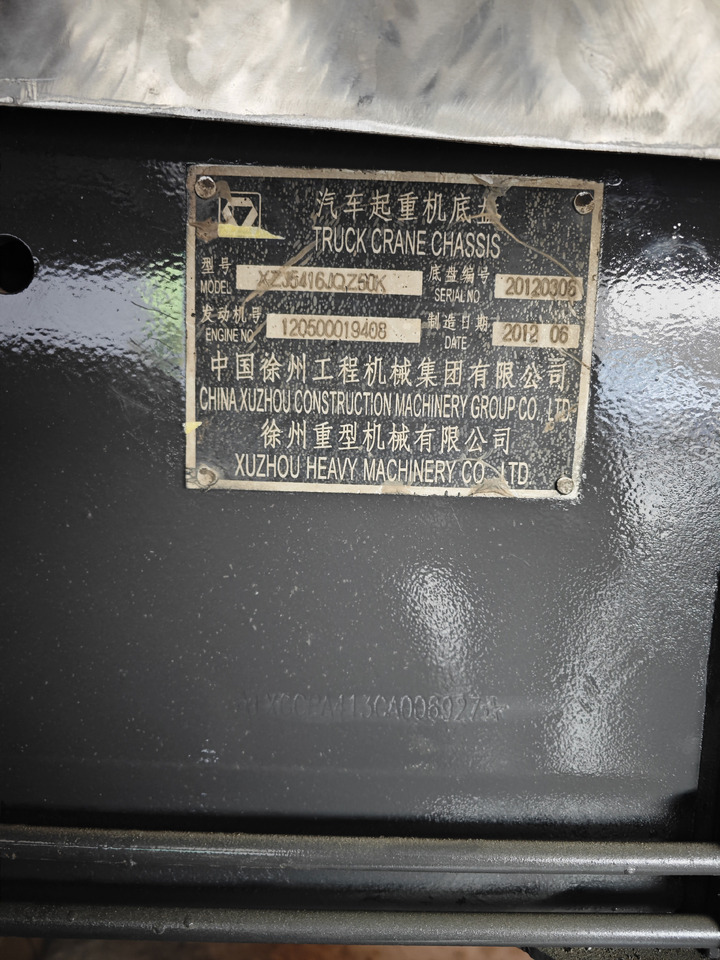 汽车起重机底盘
TRUCK CRANE CHASSIS
型号 MODEL XZJ5416JQZ50K 底盘编号 SERIAL NO 20120306
发动机号 ENGINE NO 120500019408 制造日期 DATE 2012 06
中国徐州工程机械集团有限公司
CHINA XUZHOU CONSTRUCTION MACHINERY GROUP CO. LTD.
徐州重型机械有限公司
XUZHOU HEAVY MACHINERY CO. LTD